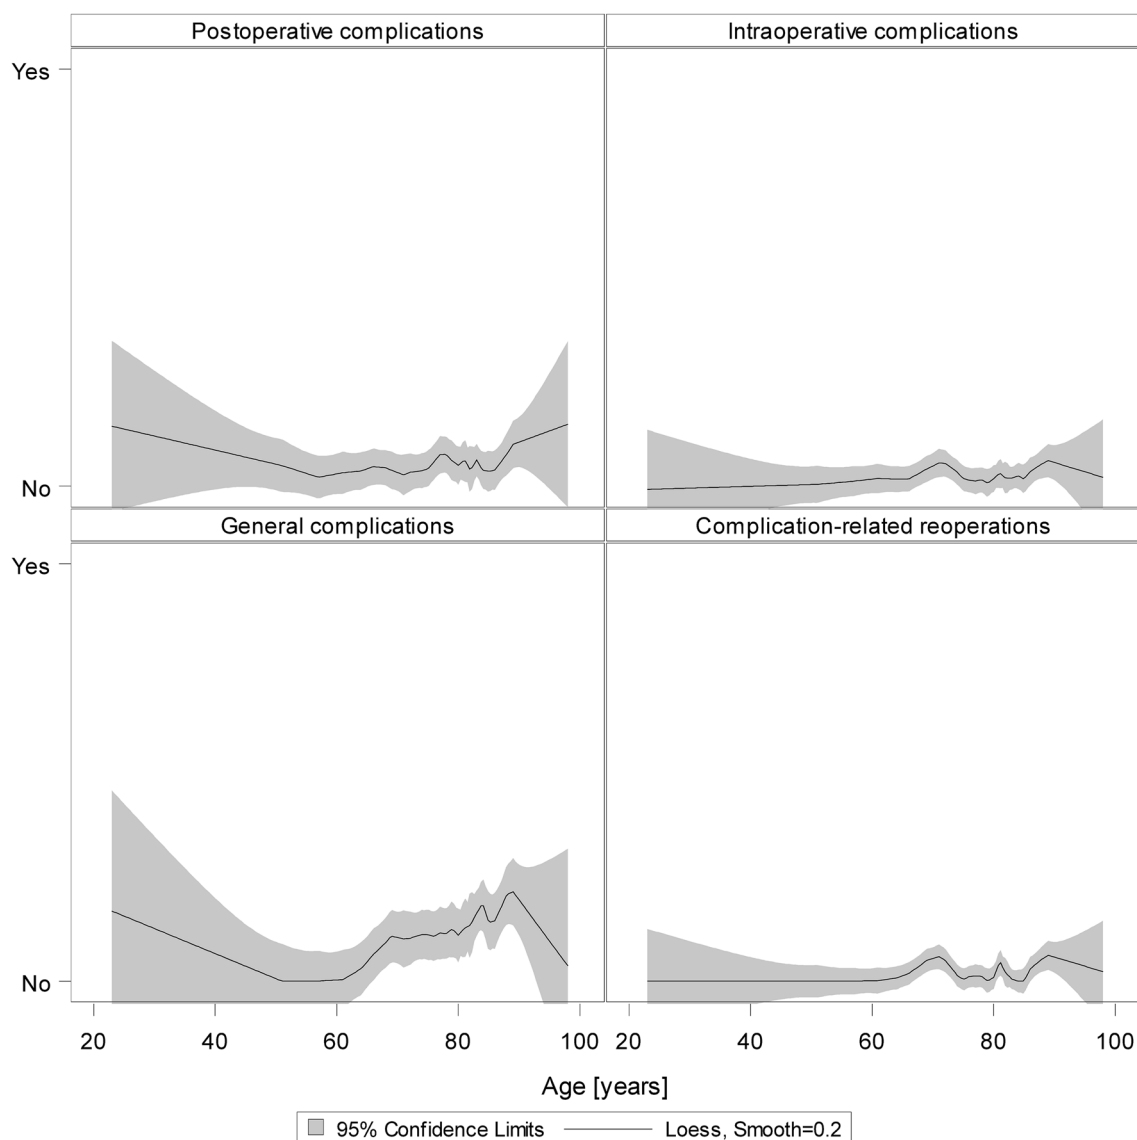 Postoperative complications
Intraoperative complications
Yes
No
General complications
Complication-related reoperations
Yes
No
20 40 60 80 100 20 40 60 80 100
Age [years]
95% Confidence Limits Loess, Smooth=0.2